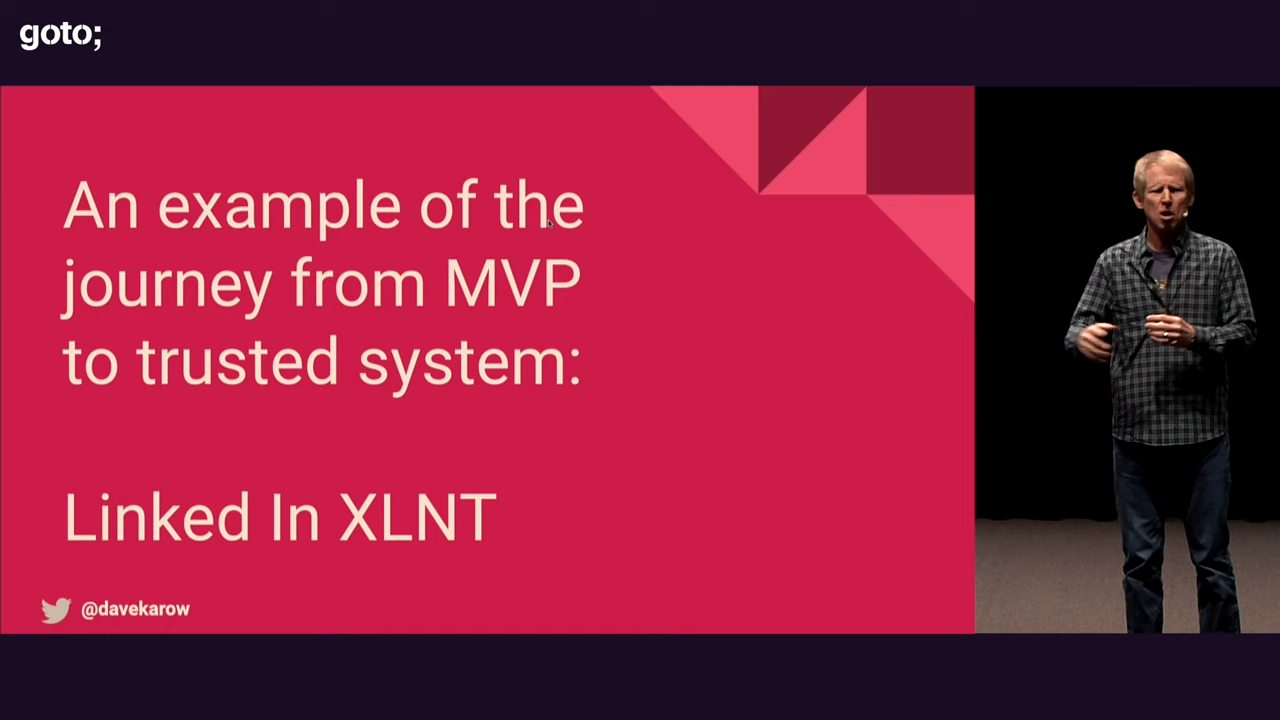 goto;
An example of the
journey from MVP
to trusted system:
Linked In XLNT
@davekarow